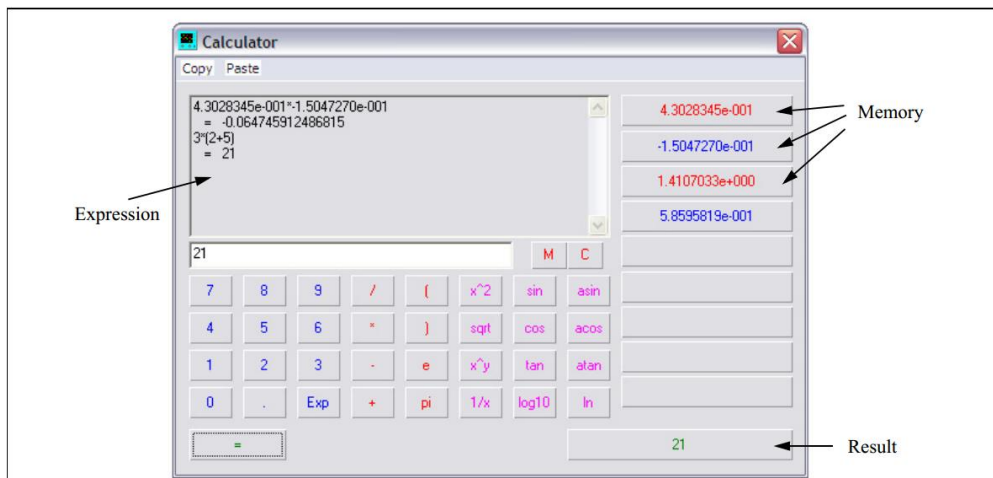 Calculator
Copy Paste
4.3028345e-001*-1.5047270e-001
= -0.064745912486815
3*(2+5)
= 21
Expression
21
M C
7 8 9 / ( x^2 sin asin
4 5 6 * ) sqrt cos acos
1 2 3 - e x^y tan atan
0 . Exp + pi 1/x log10 ln
=
4.3028345e-001
-1.5047270e-001
1.4107033e+000
5.8595819e-001
Memory
21
Result